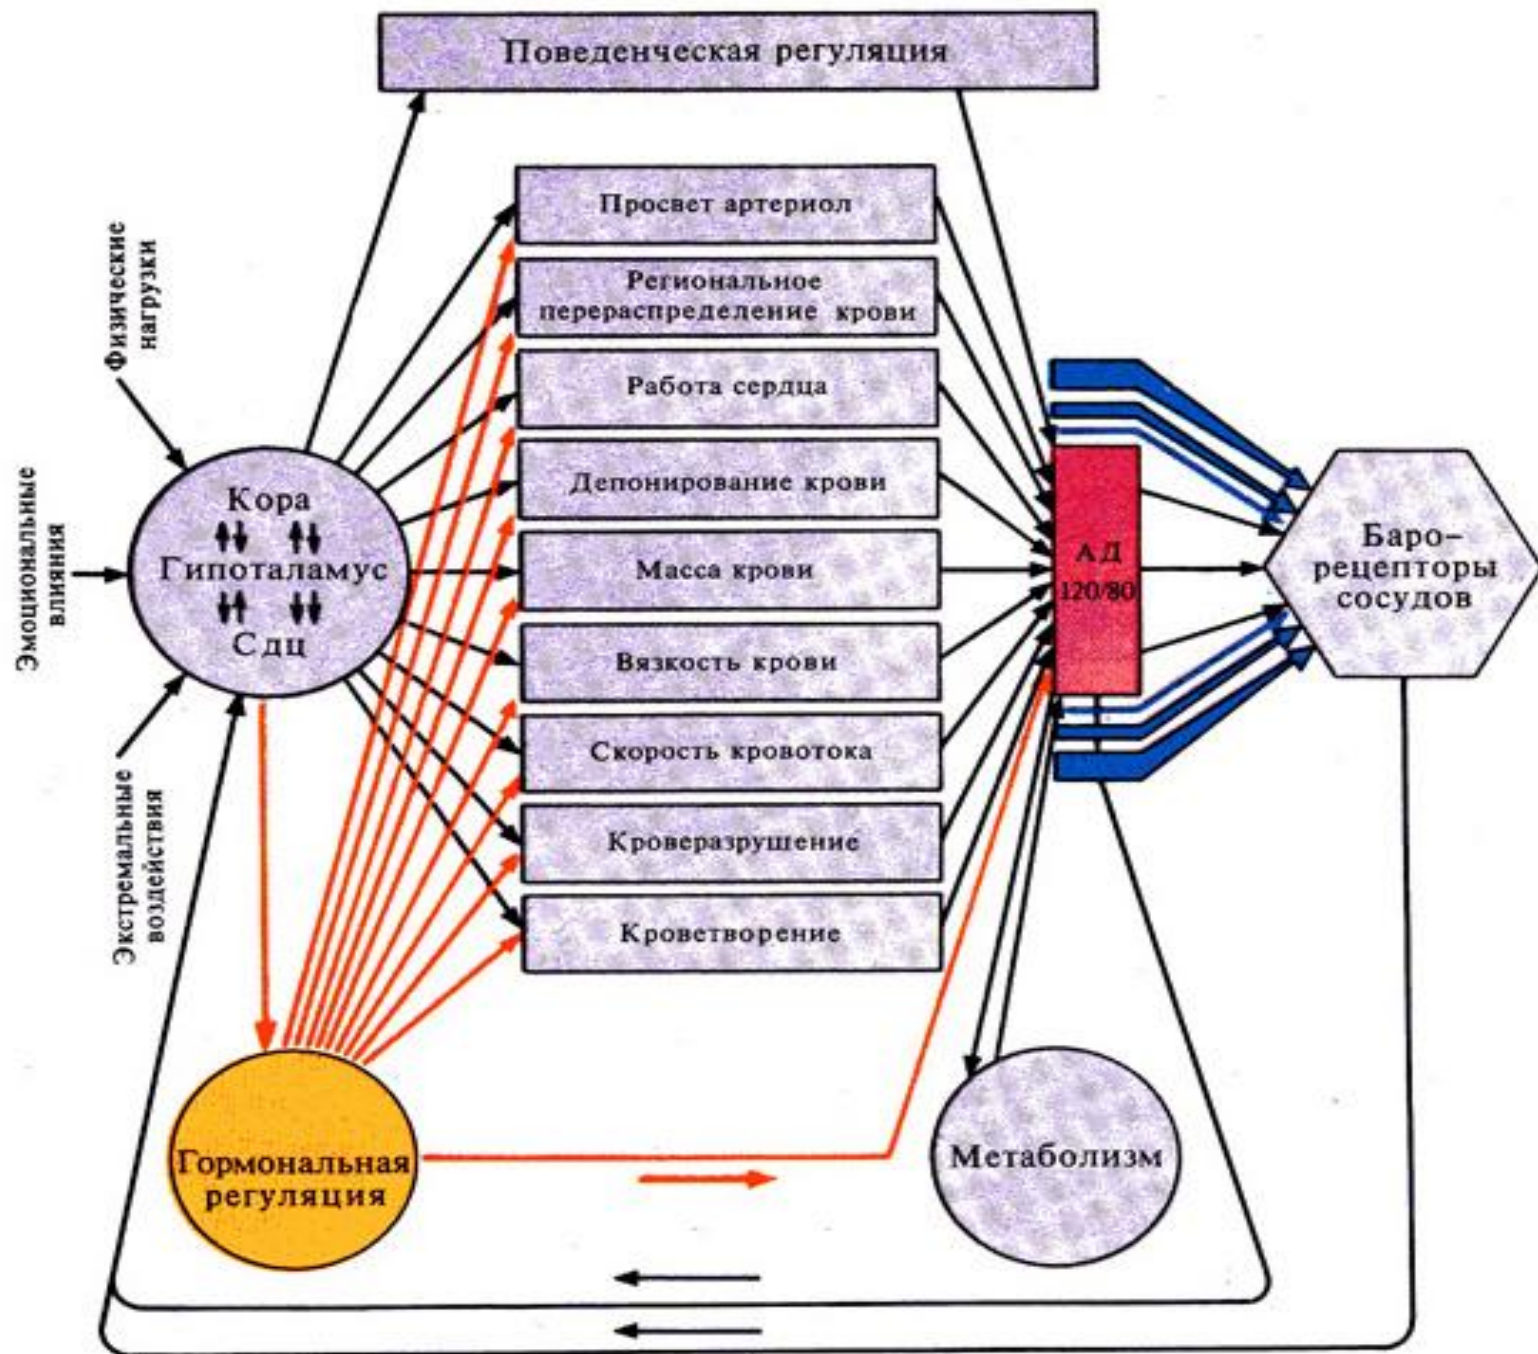 Поведенческая регуляция
Просвет артериол
Региональное
перераспределение крови
Работа сердца
Депонирование крови
Масса крови
Вязкость крови
Скорость кровотока
Кроверазрушение
Кроветворение
Физические
нагрузки
Эмоциональные
влияния
Экстремальные
воздействия
Кора
Гипоталамус
Сдц
АД
120/80
Баро-
рецепторы
сосудов
Гормональная
регуляция
Метаболизм